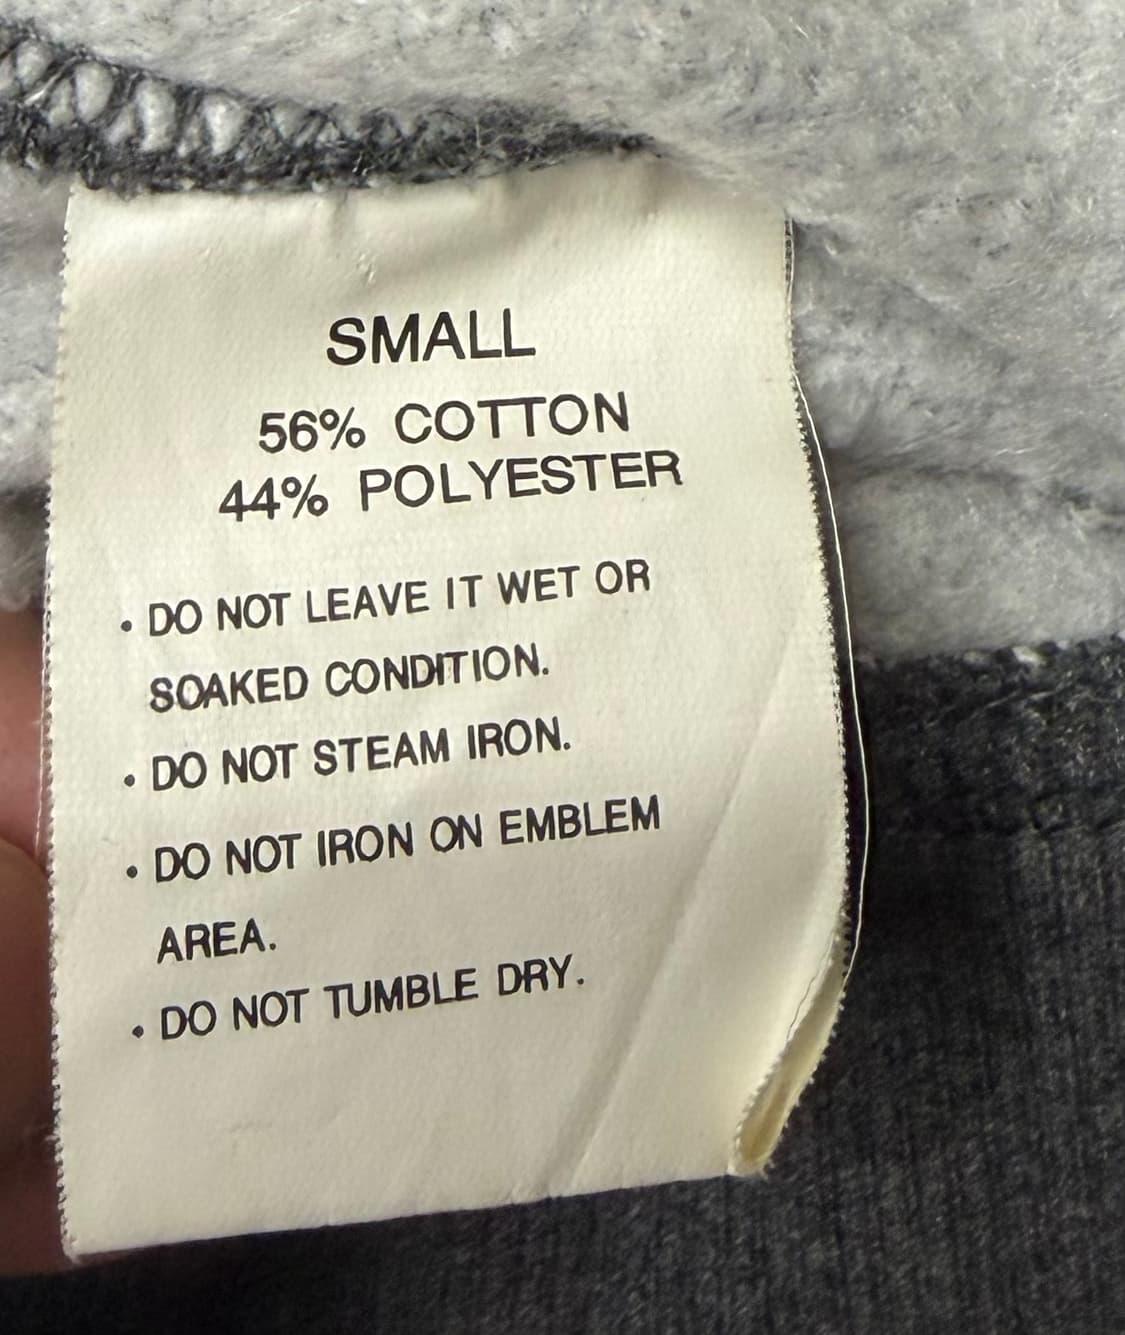 SMALL
56% COTTON
44% POLYESTER
• DO NOT LEAVE IT WET OR
SOAKED CONDITION.
• DO NOT STEAM IRON.
• DO NOT IRON ON EMBLEM
AREA.
• DO NOT TUMBLE DRY.